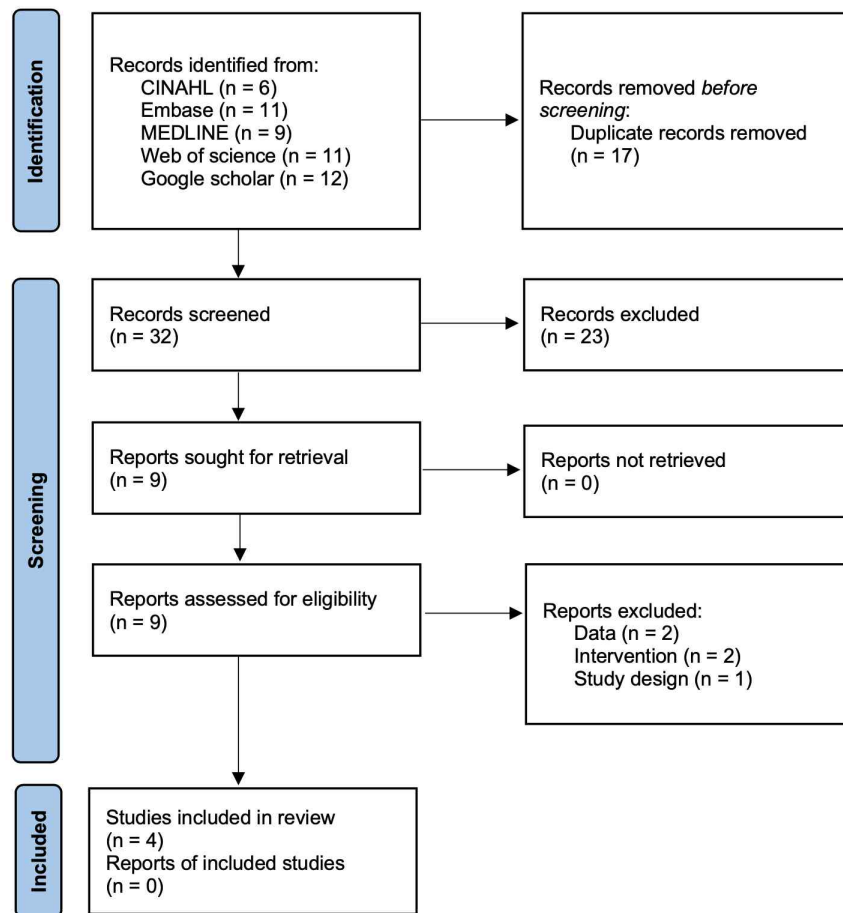 Identification
Records identified from:
CINAHL (n = 6)
Embase (n = 11)
MEDLINE (n = 9)
Web of science (n = 11)
Google scholar (n = 12)
Records removed before
screening:
Duplicate records removed
(n = 17)
Screening
Records screened
(n = 32)
Records excluded
(n = 23)
Reports sought for retrieval
(n = 9)
Reports not retrieved
(n = 0)
Reports assessed for eligibility
(n = 9)
Reports excluded:
Data (n = 2)
Intervention (n = 2)
Study design (n = 1)
Included
Studies included in review
(n = 4)
Reports of included studies
(n = 0)